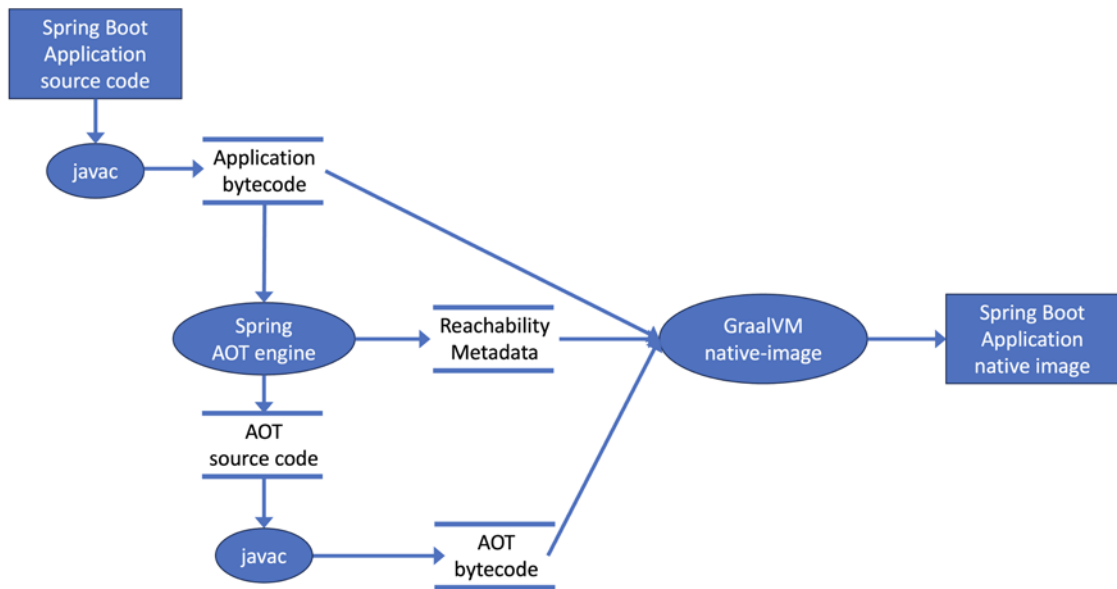 Spring Boot
Application
source code
javac
Application
bytecode
Spring
AOT engine
Reachability
Metadata
GraalVM
native-image
Spring Boot
Application
native image
AOT
source code
javac
AOT
bytecode